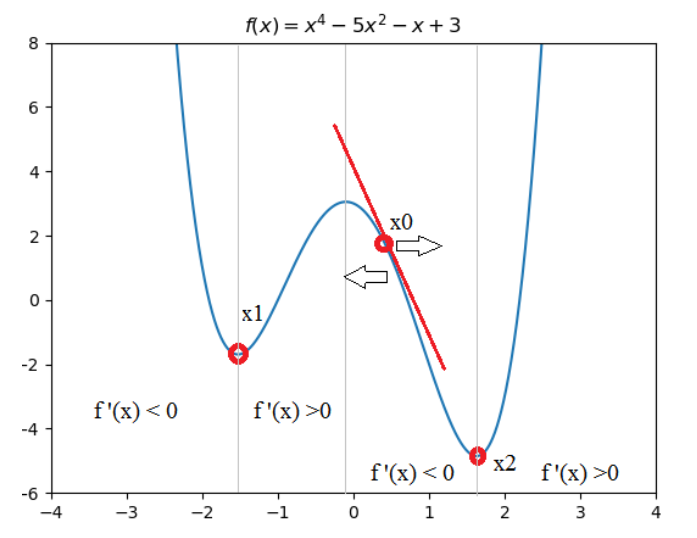 f(x) = x⁴ − 5x² − x + 3
8
6
4
2
0
-2
-4
-6
x0
x1
f '(x) < 0
f '(x) >0
f '(x) < 0
x2
f '(x) >0
−4
−3
−2
−1
0
1
2
3
4